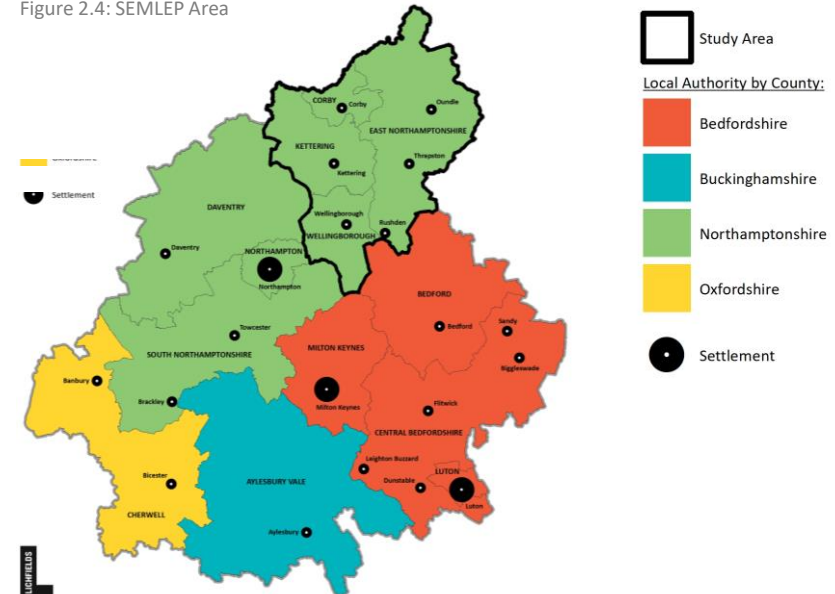 Figure 2.4: SEMLEP Area
Study Area
Local Authority by County:
Bedfordshire
Buckinghamshire
Northamptonshire
Oxfordshire
Settlement
Settlement
CORBY
Corby
Oundle
EAST NORTHAMPTONSHIRE
KETTERING
Kettering
Thrapston
DAVENTRY
Daventry
Wellingborough
WELLINGBOROUGH
Rushden
NORTHAMPTON
Northampton
BEDFORD
Bedford
Sandy
Biggleswade
Towcester
SOUTH NORTHAMPTONSHIRE
MILTON KEYNES
Milton Keynes
Banbury
Brackley
Flitwick
CENTRAL BEDFORDSHIRE
Leighton Buzzard
LUTON
Dunstable
Luton
Bicester
AYLESBURY VALE
CHERWELL
Aylesbury
LICHFIELDS